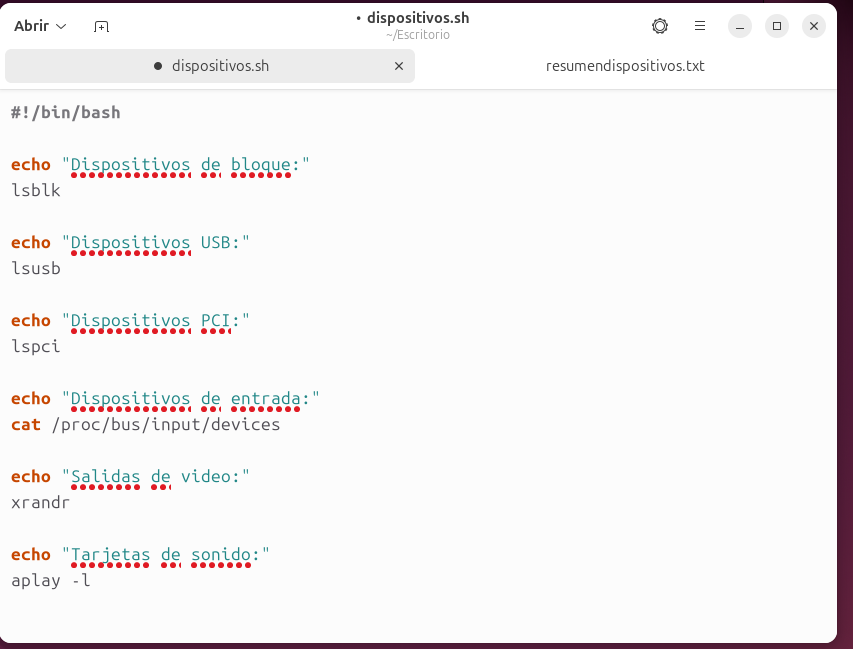 Abrir
• dispositivos.sh
~/Escritorio
dispositivos.sh
resumendispositivos.txt
#!/bin/bash
echo "Dispositivos de bloque:"
lsblk
echo "Dispositivos USB:"
lsusb
echo "Dispositivos PCI:"
lspci
echo "Dispositivos de entrada:"
cat /proc/bus/input/devices
echo "Salidas de video:"
xrandr
echo "Tarjetas de sonido:"
aplay -l